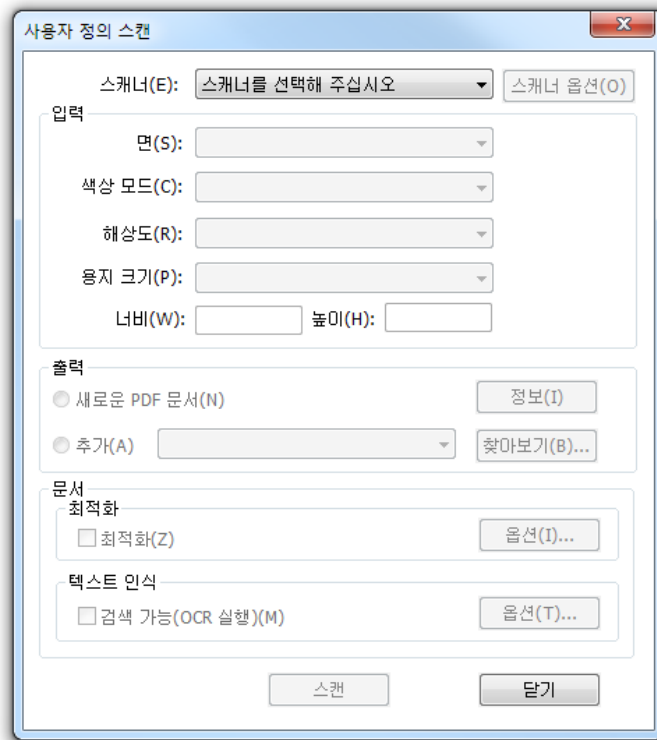 사용자 정의 스캔
스캐너(E): 스캐너를 선택해 주십시오 스캐너 옵션(O)
입력
면(S):
색상 모드(C):
해상도(R):
용지 크기(P):
너비(W): 높이(H):
출력
새로운 PDF 문서(N) 정보(I)
추가(A) 찾아보기(B)...
문서
최적화
최적화(Z) 옵션(I)...
텍스트 인식
검색 가능(OCR 실행)(M) 옵션(T)...
스캔 닫기